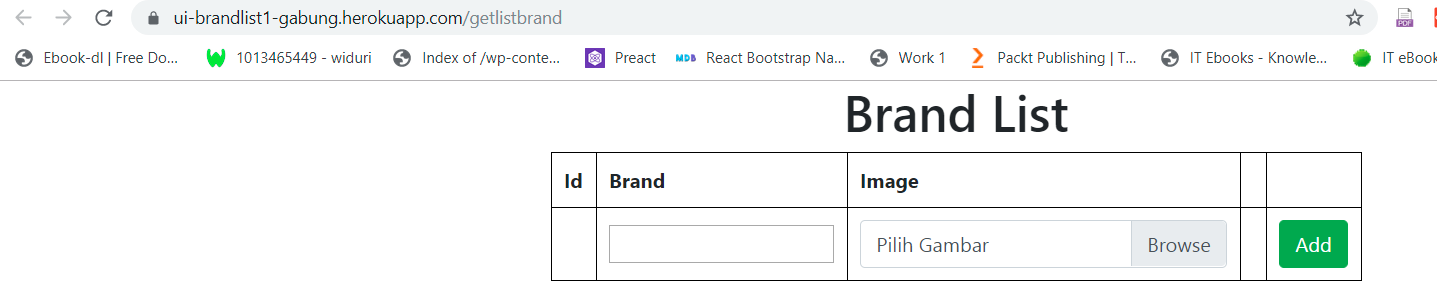 ui-brandlist1-gabung.herokuapp.com/getlistbrand
Ebook-dl | Free Do... 1013465449 - widuri Index of /wp-conte... Preact MDB React Bootstrap Na... Work 1 Packt Publishing | T... IT Ebooks - Knowle... IT eBook
Brand List
Id Brand Image
Pilih Gambar Browse Add